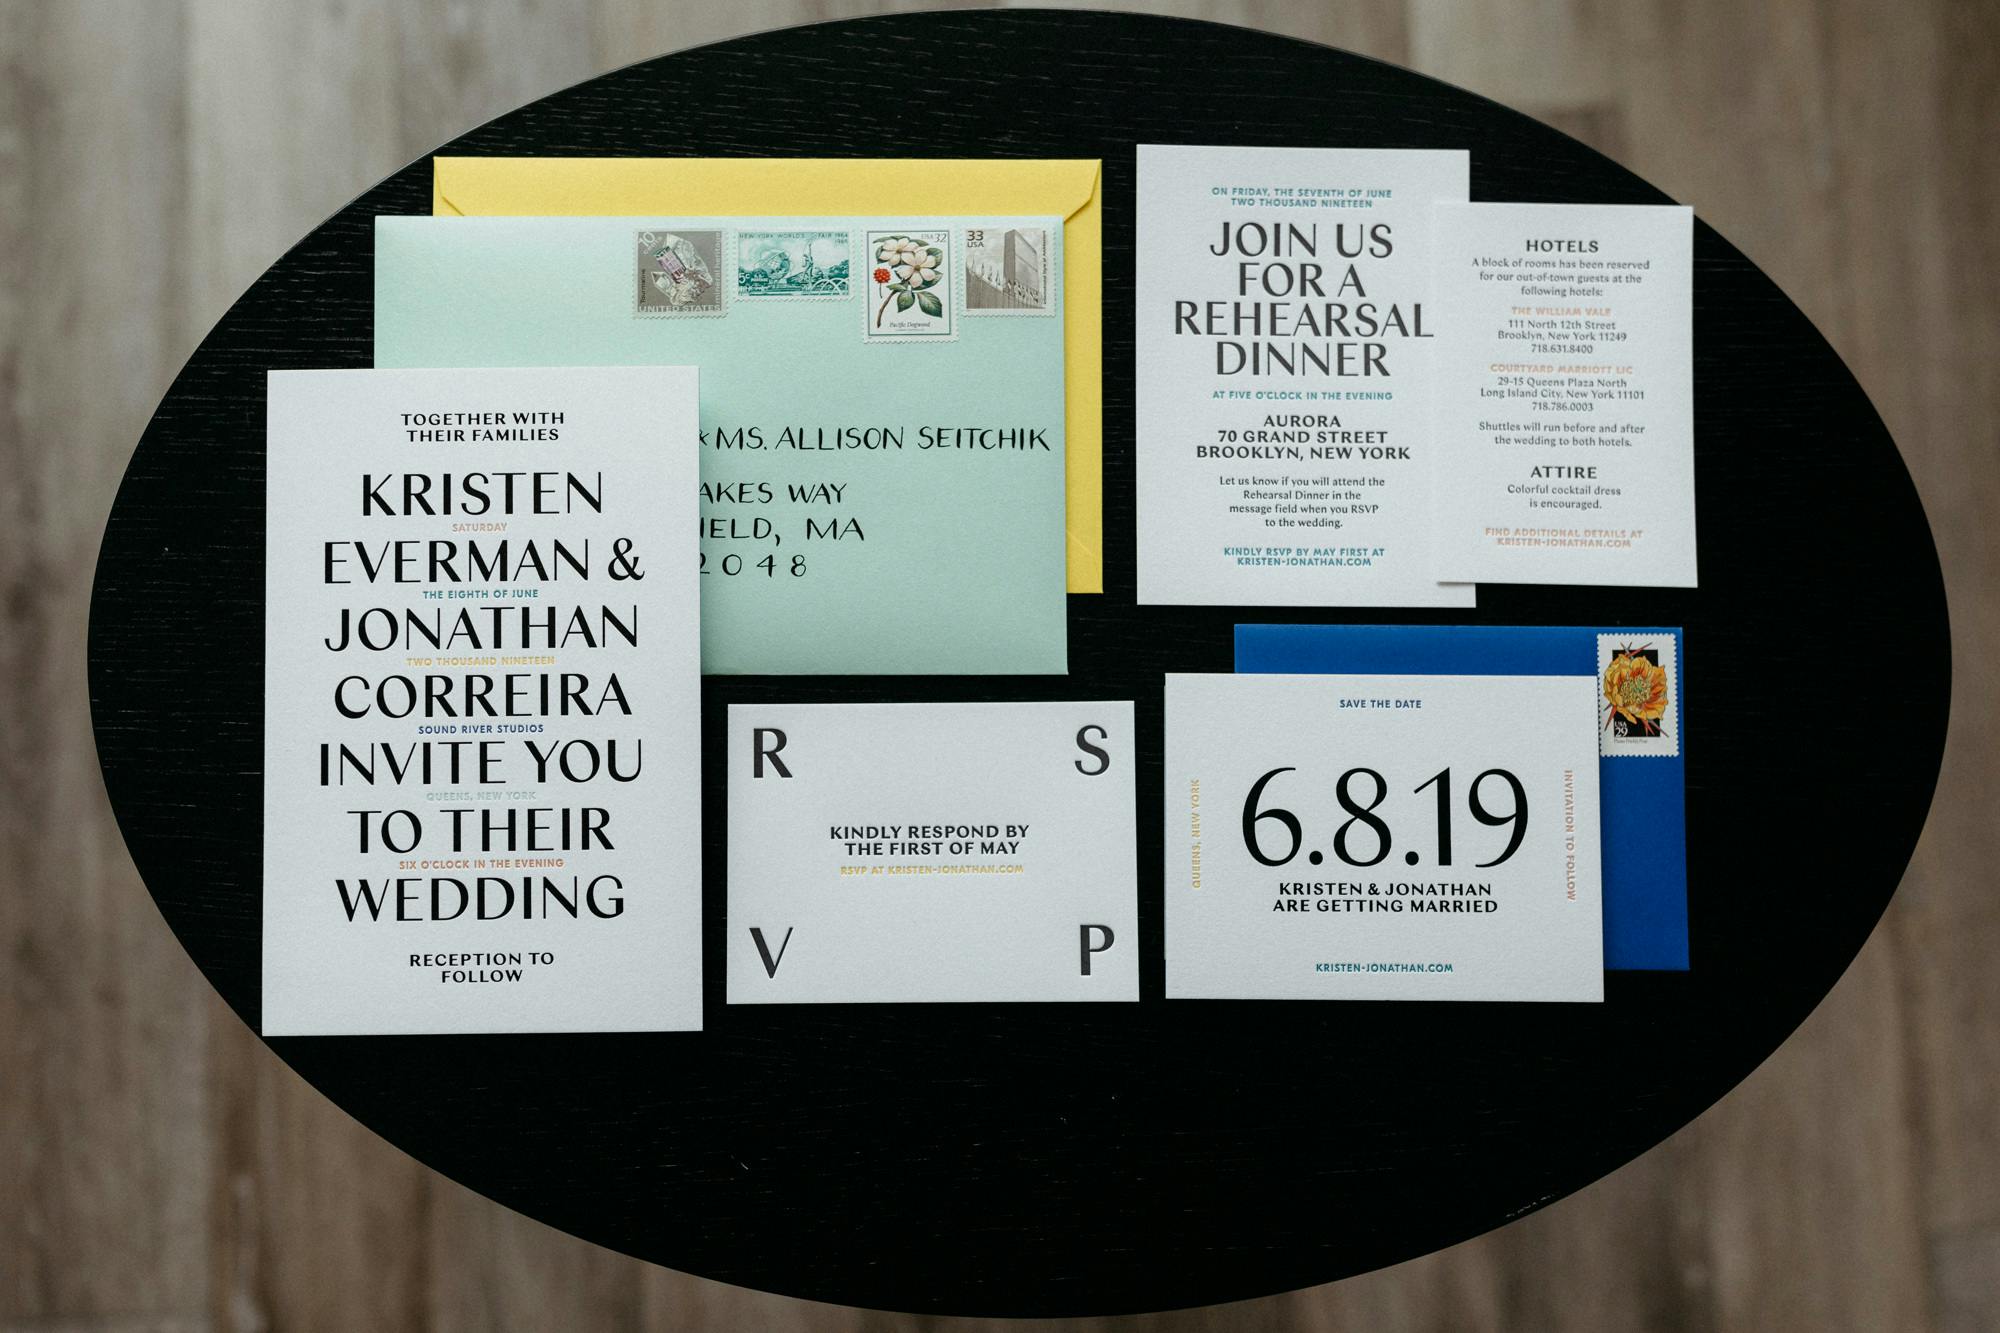 TOGETHER WITH
THEIR FAMILIES
KRISTEN
SATURDAY
EVERMAN &
THE EIGHTH OF JUNE
JONATHAN
TWO THOUSAND NINETEEN
CORREIRA
SOUND RIVER STUDIOS
INVITE YOU
QUEENS, NEW YORK
TO THEIR
SIX O'CLOCK IN THE EVENING
WEDDING
RECEPTION TO
FOLLOW
10
Tourmaline
UNITED STATES
NEW YORK WORLD'S FAIR 1964
1965
5c
USA 32
Pacific Dogwood
33
USA
& MS. ALLISON SEITCHIK
AKES WAY
IELD, MA
2048
ON FRIDAY, THE SEVENTH OF JUNE
TWO THOUSAND NINETEEN
JOIN US
FOR A
REHEARSAL
DINNER
AT FIVE O'CLOCK IN THE EVENING
AURORA
70 GRAND STREET
BROOKLYN, NEW YORK
Let us know if you will attend the
Rehearsal Dinner in the
message field when you RSVP
to the wedding.
KINDLY RSVP BY MAY FIRST AT
KRISTEN-JONATHAN.COM
HOTELS
A block of rooms has been reserved
for our out-of-town guests at the
following hotels:
THE WILLIAM VALE
111 North 12th Street
Brooklyn, New York 11249
718.631.8400
COURTYARD MARRIOTT LIC
29-15 Queens Plaza North
Long Island City, New York 11101
718.786.0003
Shuttles will run before and after
the wedding to both hotels.
ATTIRE
Colorful cocktail dress
is encouraged.
FIND ADDITIONAL DETAILS AT
KRISTEN-JONATHAN.COM
R S
KINDLY RESPOND BY
THE FIRST OF MAY
RSVP AT KRISTEN-JONATHAN.COM
V P
SAVE THE DATE
QUEENS, NEW YORK
6.8.19
INVITATION TO FOLLOW
KRISTEN & JONATHAN
ARE GETTING MARRIED
KRISTEN-JONATHAN.COM
USA
29